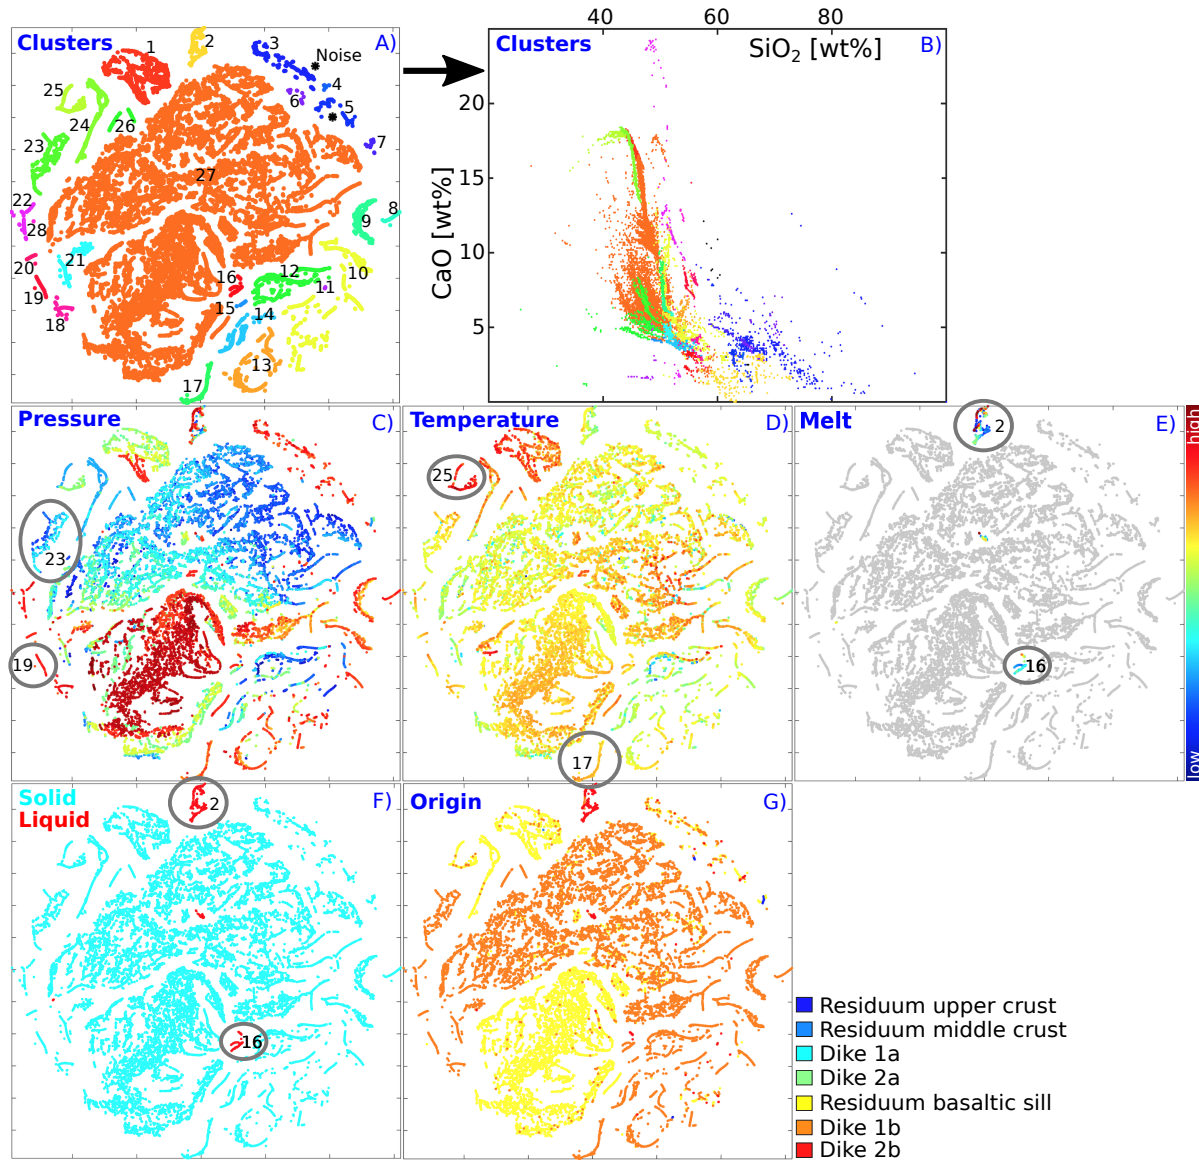 40 60 80
Clusters A)
1 2 3 Noise
4
25 6 5
24 26
23 7
27
22 8
28 9
21
20 16 12 10
19 11
18 15 14
13
17
Clusters SiO₂ [wt%] B)
CaO [wt%]
20
15
10
5
Pressure C)
23
19
Temperature D)
25
17
Melt E)
2
16
high
low
Solid F)
Liquid
2
16
Origin G)
Residuum upper crust
Residuum middle crust
Dike 1a
Dike 2a
Residuum basaltic sill
Dike 1b
Dike 2b